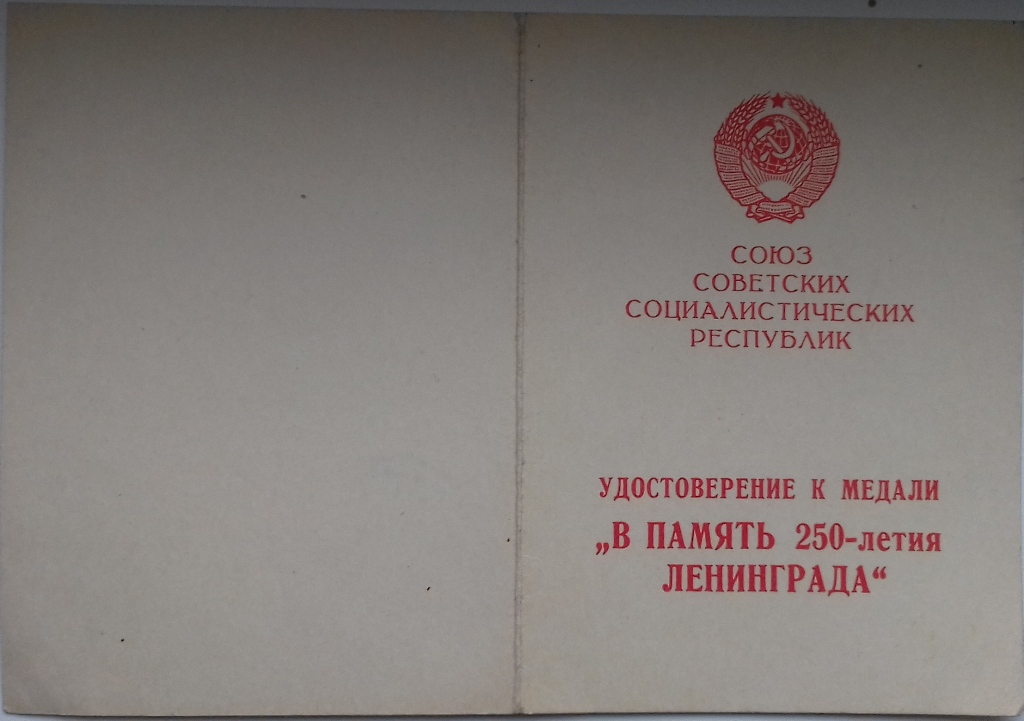 СОЮЗ
СОВЕТСКИХ
СОЦИАЛИСТИЧЕСКИХ
РЕСПУБЛИК
УДОСТОВЕРЕНИЕ К МЕДАЛИ
„В ПАМЯТЬ 250-летия
ЛЕНИНГРАДА“